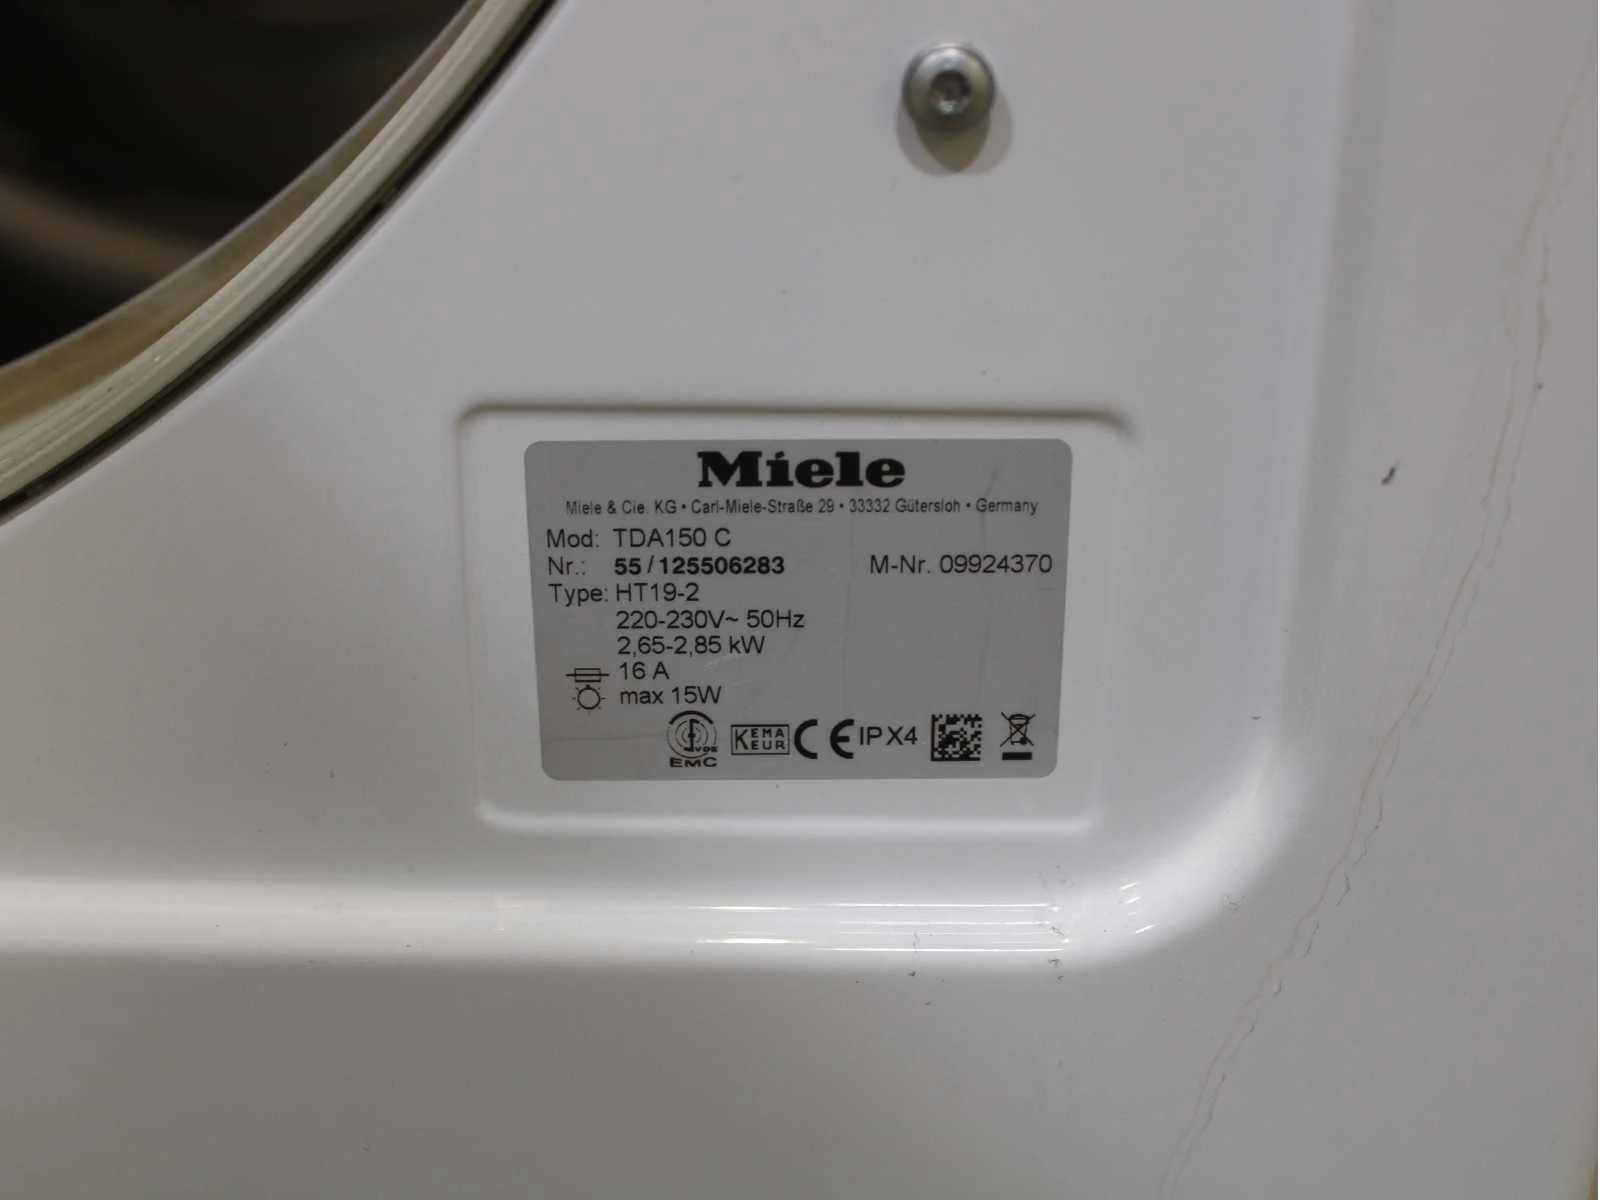 Miele
Miele & Cie. KG • Carl-Miele-Straße 29 • 33332 Gütersloh • Germany
Mod: TDA150 C
Nr.: 55/125506283 M-Nr. 09924370
Type: HT19-2
220-230V~ 50Hz
2,65-2,85 kW
16 A
max 15W
VDE
EMC
KEMA
EUR
CE IPX4